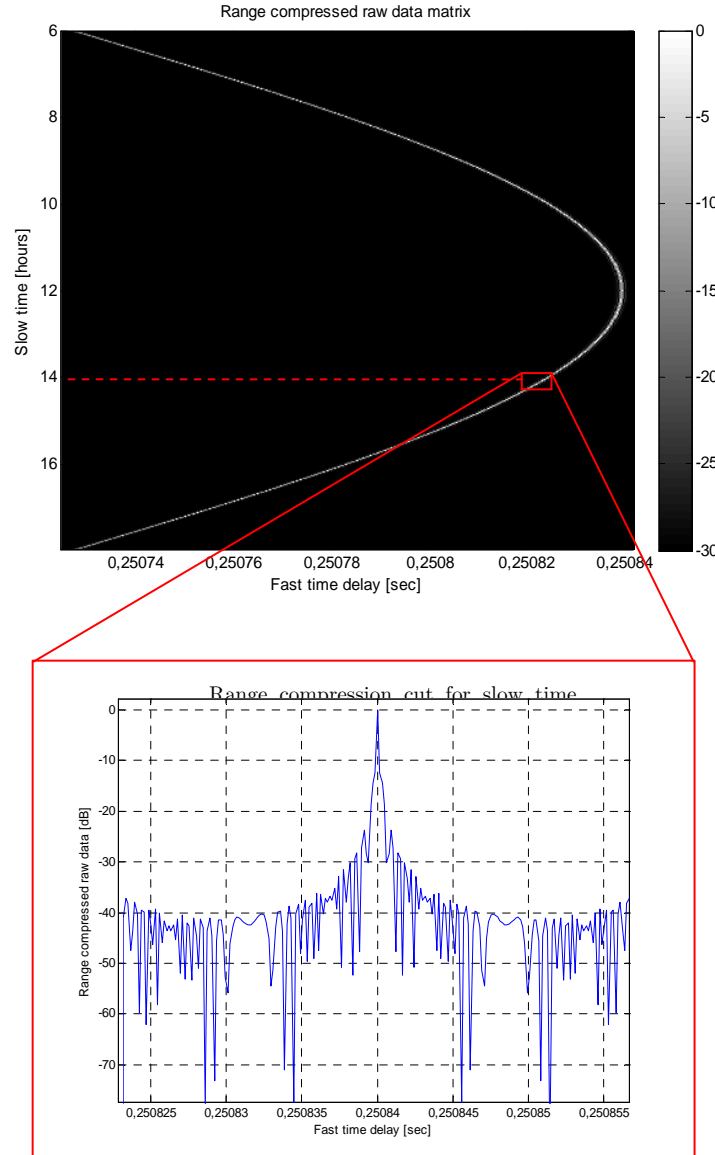 Range compressed raw data matrix
Slow time [hours]
6
8
10
12
14
16
0,25074 0,25076 0,25078 0,2508 0,25082 0,25084
Fast time delay [sec]
0
-5
-10
-15
-20
-25
-30
Range compression cut for slow time
Range compressed raw data [dB]
0
-10
-20
-30
-40
-50
-60
-70
0,250825 0,25083 0,250835 0,25084 0,250845 0,25085 0,250855
Fast time delay [sec]